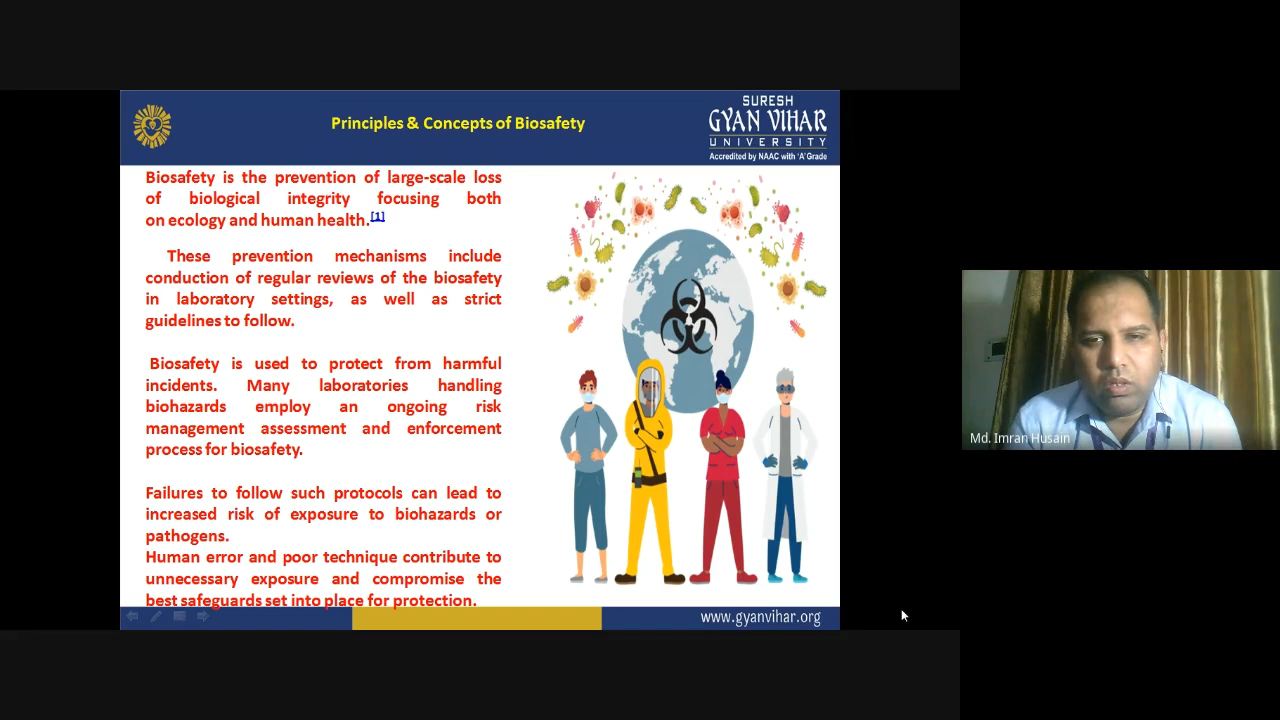 Principles & Concepts of Biosafety
SURESH
GYAN VIHAR
UNIVERSITY
Accredited by NAAC with 'A' Grade
Biosafety is the prevention of large-scale loss
of biological integrity focusing both
on ecology and human health.[1]
These prevention mechanisms include
conduction of regular reviews of the biosafety
in laboratory settings, as well as strict
guidelines to follow.
Biosafety is used to protect from harmful
incidents. Many laboratories handling
biohazards employ an ongoing risk
management assessment and enforcement
process for biosafety.
Failures to follow such protocols can lead to
increased risk of exposure to biohazards or
pathogens.
Human error and poor technique contribute to
unnecessary exposure and compromise the
best safeguards set into place for protection.
www.gyanvihar.org
Md. Imran Husain